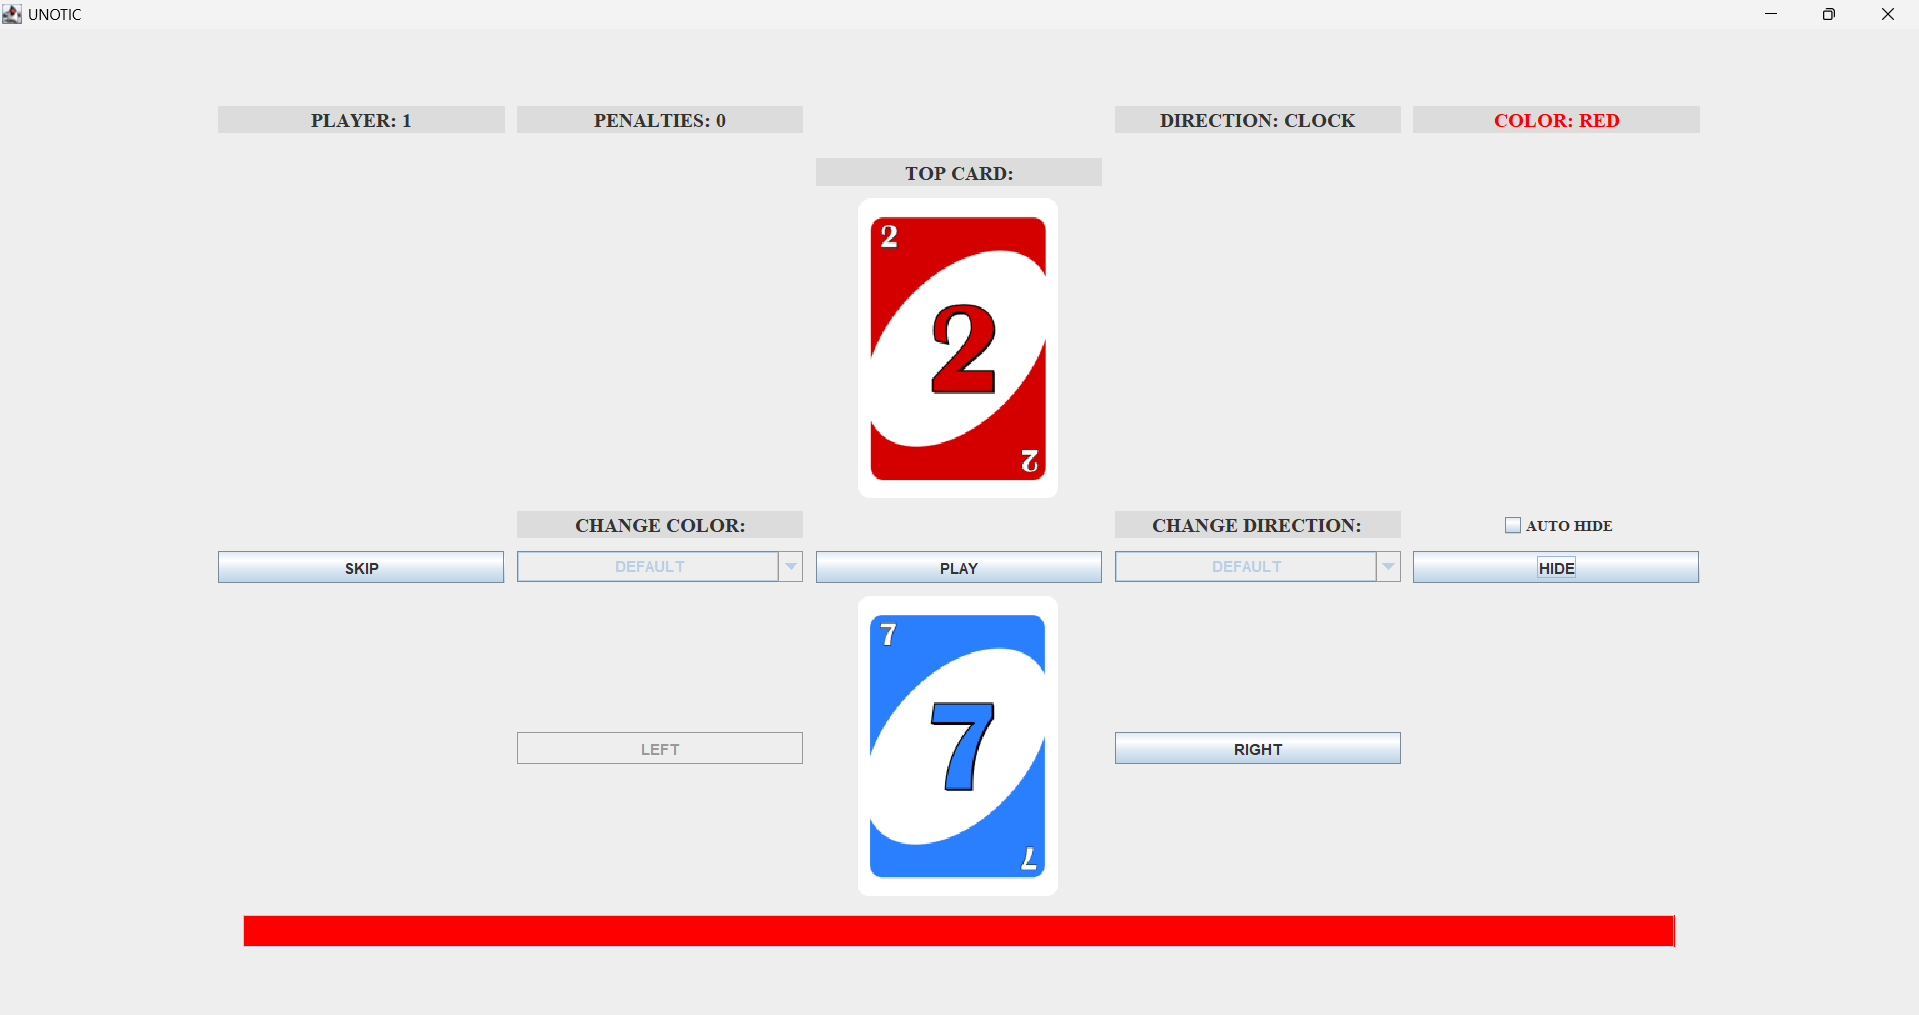 UNOTIC
PLAYER: 1
PENALTIES: 0
DIRECTION: CLOCK
COLOR: RED
TOP CARD:
2
2
2
CHANGE COLOR:
CHANGE DIRECTION:
AUTO HIDE
SKIP
DEFAULT
PLAY
DEFAULT
HIDE
7
7
LEFT
RIGHT
7